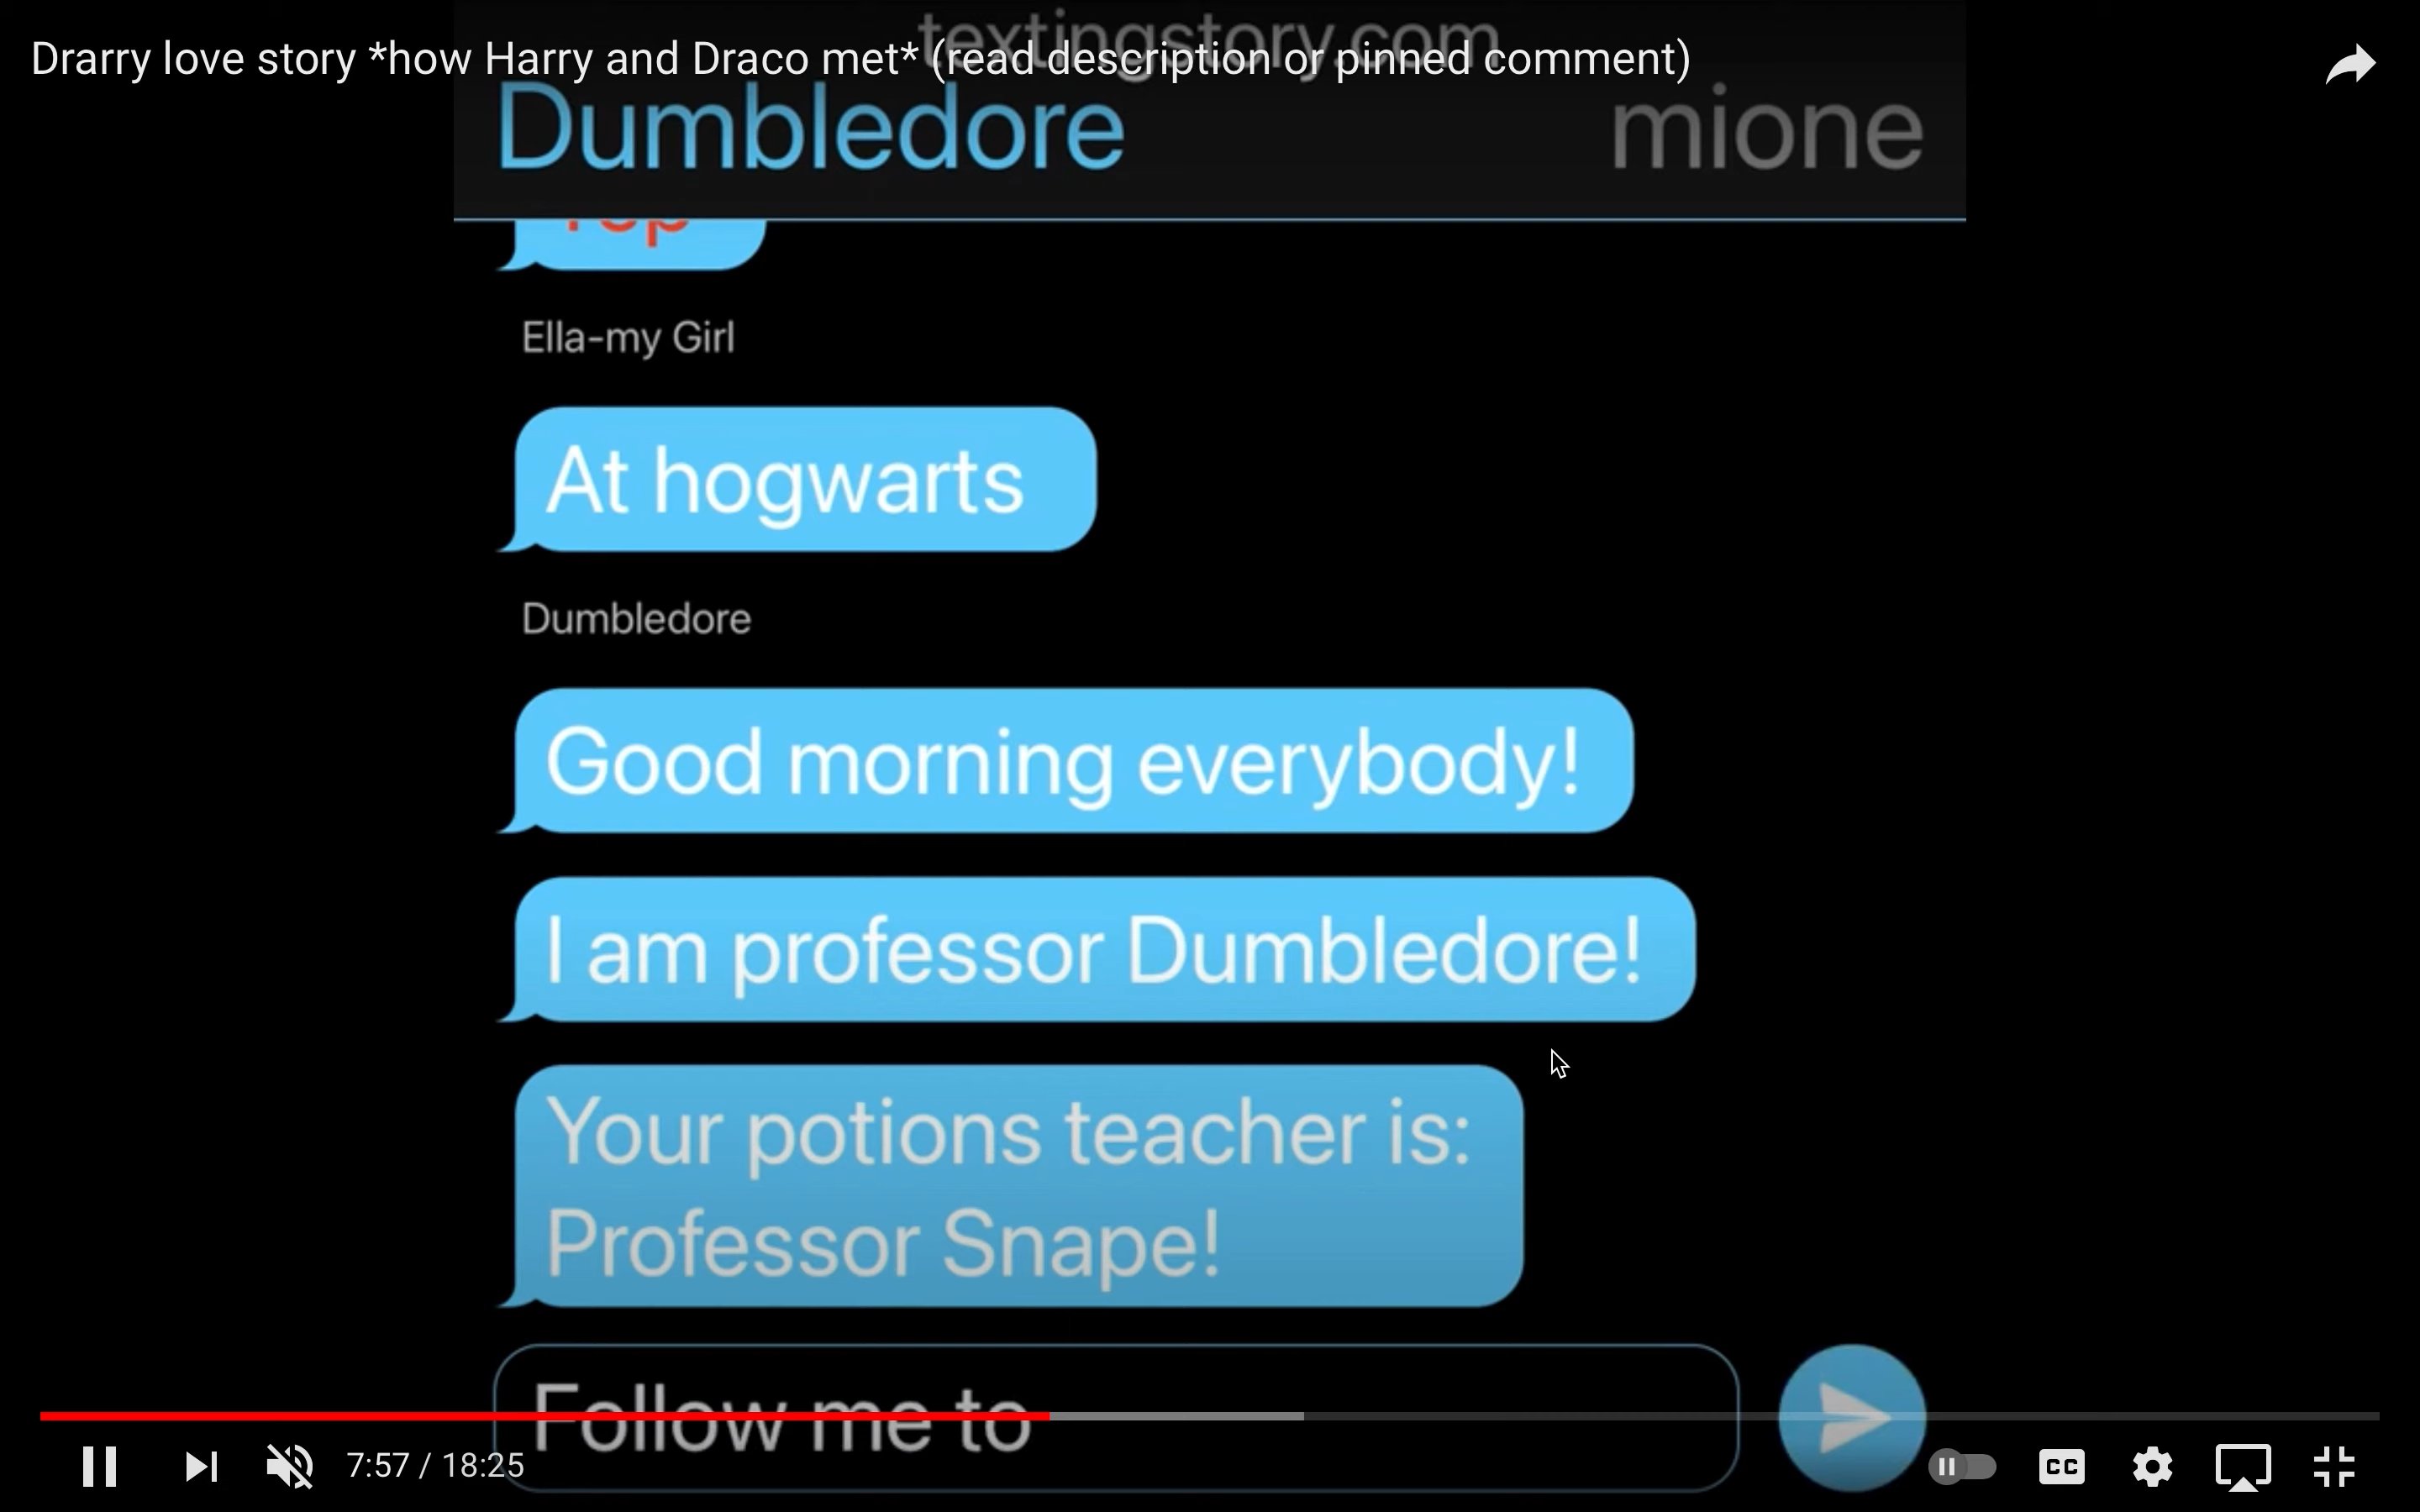 textingstory.com
Drarry love story *how Harry and Draco met* (read description or pinned comment)
Dumbledore
mione
Yep
Ella-my Girl
At hogwarts
Dumbledore
Good morning everybody!
I am professor Dumbledore!
Your potions teacher is:
Professor Snape!
Follow me to
7:57 / 18:25
CC